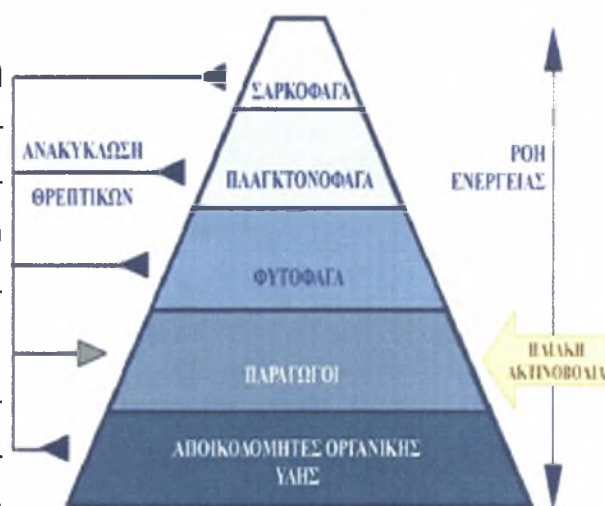 ΣΑΡΚΟΦΑΓΑ
ΑΝΑΚΥΚΛΩΣΗ
ΘΡΕΠΤΙΚΩΝ
ΠΛΑΓΚΤΟΝΟΦΑΓΑ
ΡΟΗ
ΕΝΕΡΓΕΙΑΣ
ΦΥΤΟΦΑΓΑ
ΠΑΡΑΓΩΓΟΙ
ΗΛΙΑΚΗ
ΑΚΤΙΝΟΒΟΛΙΑ
ΑΠΟΙΚΟΔΟΜΗΤΕΣ ΟΡΓΑΝΙΚΗΣ
ΥΛΗΣ